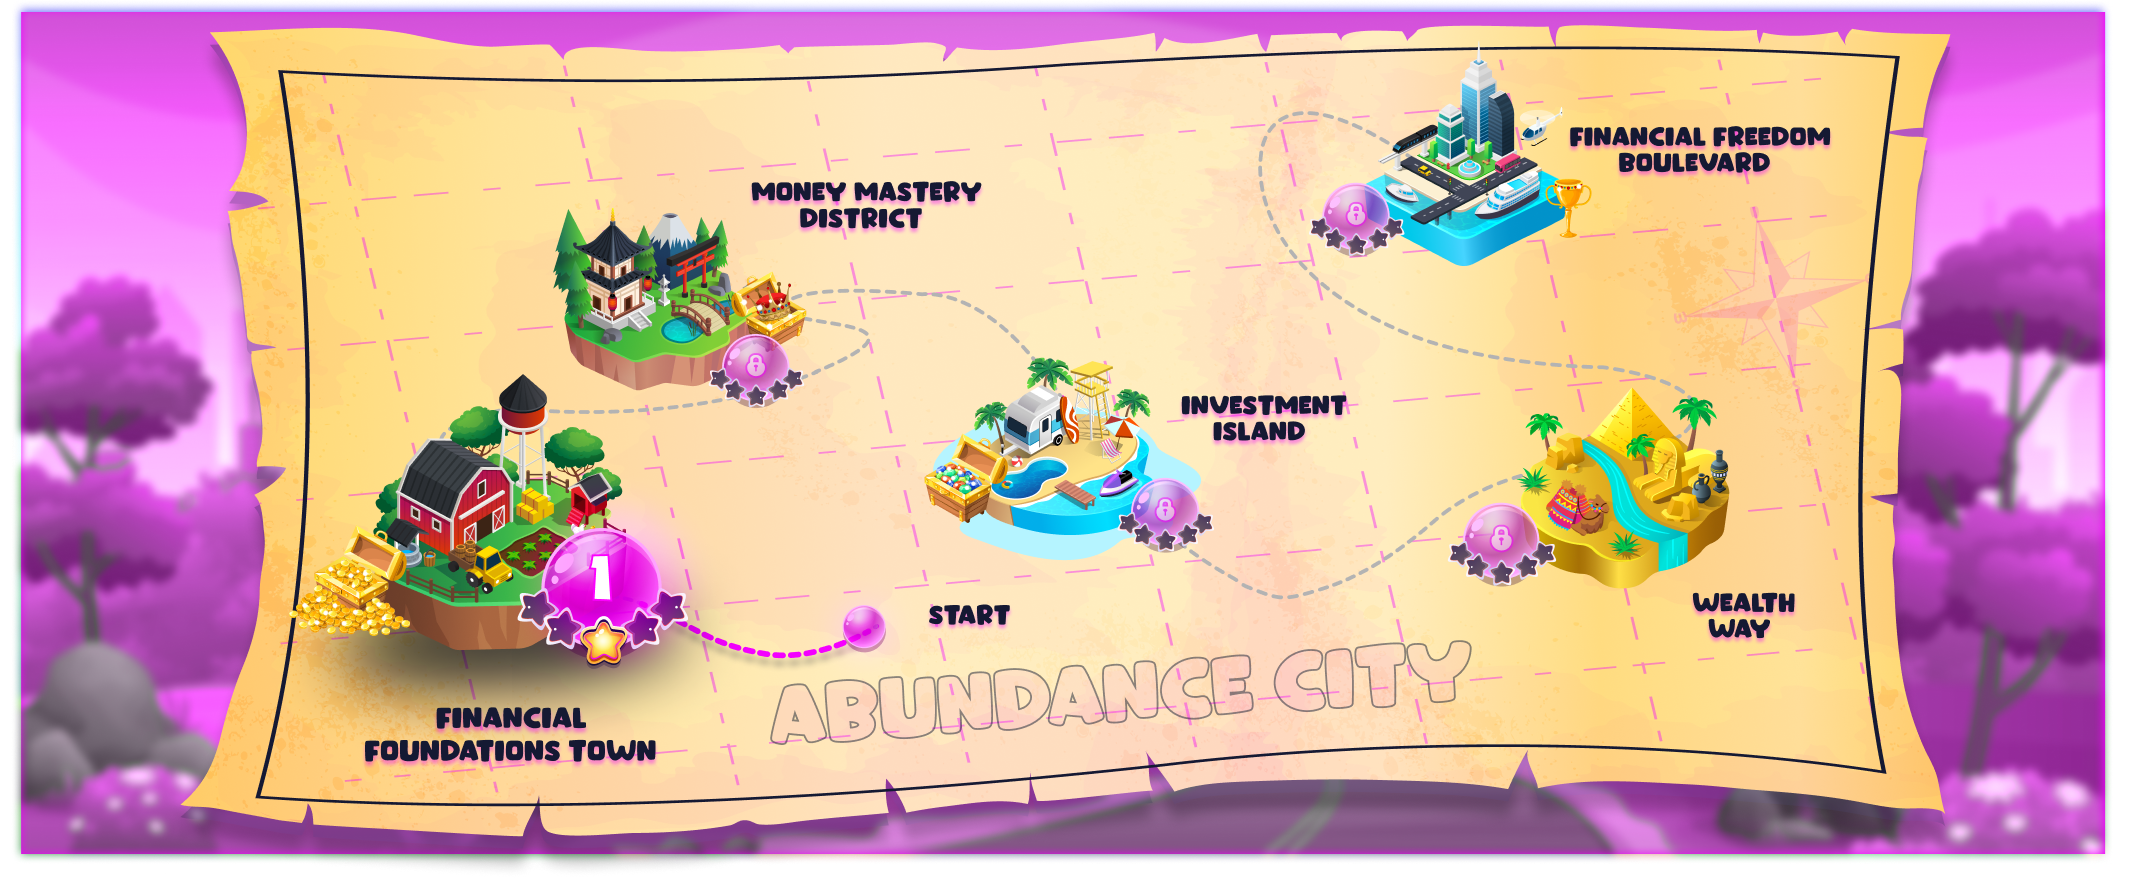 FINANCIAL FREEDOM
BOULEVARD
MONEY MASTERY
DISTRICT
INVESTMENT
ISLAND
1
START
WEALTH
WAY
ABUNDANCE CITY
FINANCIAL
FOUNDATIONS TOWN